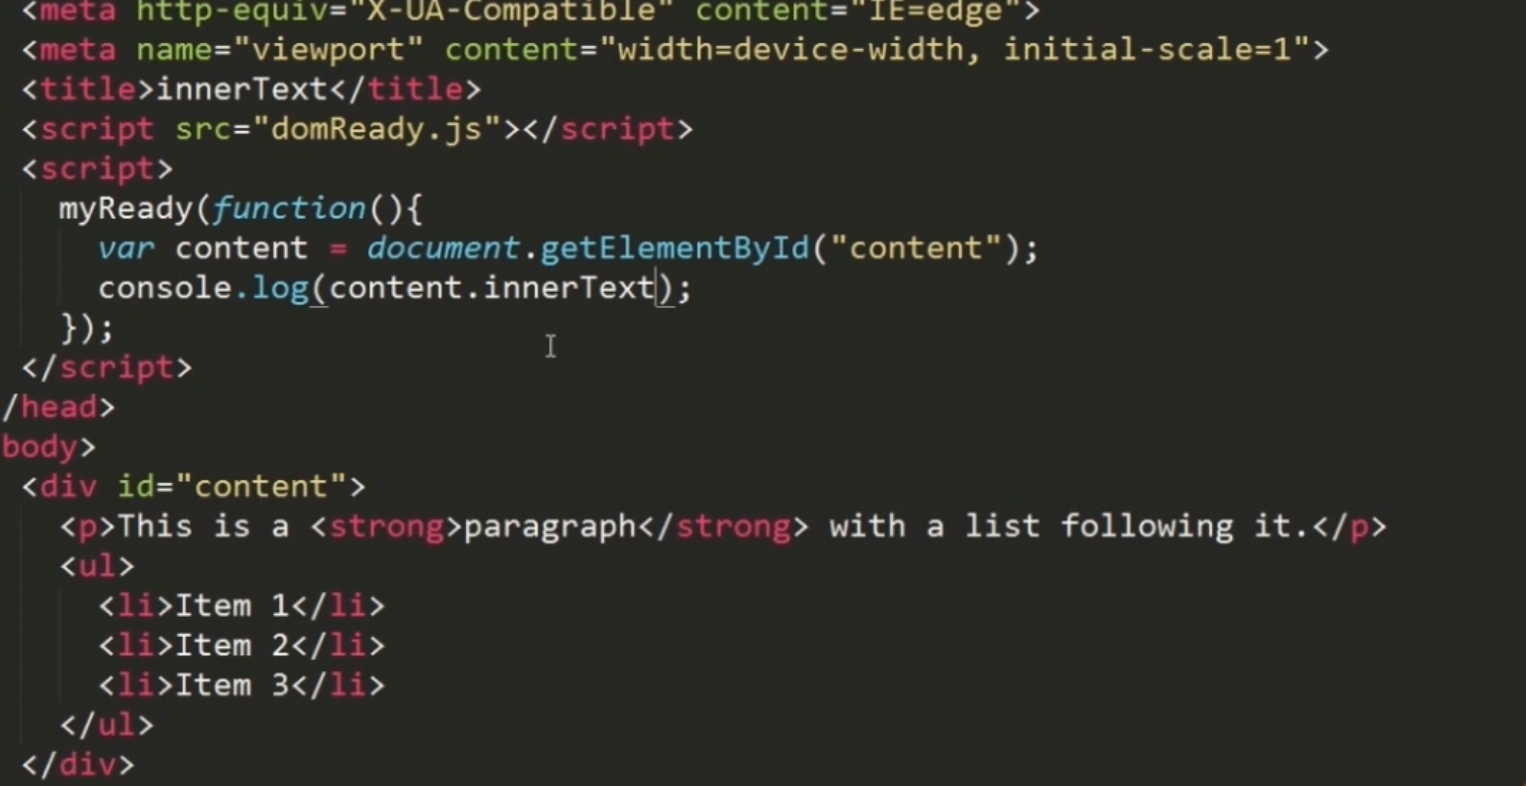 <meta http-equiv="X-UA-Compatible" content="IE=edge">
<meta name="viewport" content="width=device-width, initial-scale=1">
<title>innerText</title>
<script src="domReady.js"></script>
<script>
myReady(function(){
var content = document.getElementById("content");
console.log(content.innerText);
});
</script>
/head>
body>
<div id="content">
<p>This is a <strong>paragraph</strong> with a list following it.</p>
<ul>
<li>Item 1</li>
<li>Item 2</li>
<li>Item 3</li>
</ul>
</div>